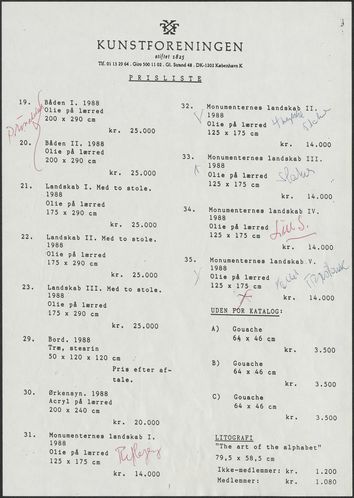 KUNSTFORENINGEN
stiftet 1825
Tlf. 01 13 29 64 . Giro 500 11 02 . Gl. Strand 48 . DK-1202 København K
PRISLISTE
19. Båden I. 1988
Olie på lærred
200 x 290 cm
kr. 25.000
20. Båden II. 1988
Olie på lærred
200 x 290 cm
kr. 25.000
21. Landskab I. Med to stole.
1988
Olie på lærred
175 x 290 cm
kr. 25.000
22. Landskab II. Med to stole.
1988
Olie på lærred
175 x 290 cm
kr. 25.000
23. Landskab III. Med to stole.
1988
Olie på lærred
175 x 290 cm
kr. 25.000
29. Bord. 1988
Træ, stearin
50 x 120 x 120 cm
Pris efter af-
tale.
30. Ørkensyn. 1988
Acryl på lærred
200 x 240 cm
kr. 20.000
31. Monumenternes landskab I.
1988
Olie på lærred
125 x 175 cm
kr. 14.000
32. Monumenternes landskab II.
1988
Olie på lærred
125 x 175 cm
kr. 14.000
33. Monumenternes landskab III.
1988
Olie på lærred
125 x 175 cm
kr. 14.000
34. Monumenternes landskab IV.
1988
Olie på lærred
125 x 175 cm
kr. 14.000
35. Monumenternes landskab V.
1988
Olie på lærred
125 x 175 cm
kr. 14.000
UDEN FOR KATALOG:
A) Gouache
64 x 46 cm
kr. 3.500
B) Gouache
64 x 46 cm
kr. 3.500
C) Gouache
64 x 46 cm
kr. 3.500
LITOGRAFI
"The art of the alphabet"
79,5 x 58,5 cm
Ikke-medlemmer: kr. 1.200
Medlemmer: kr. 800